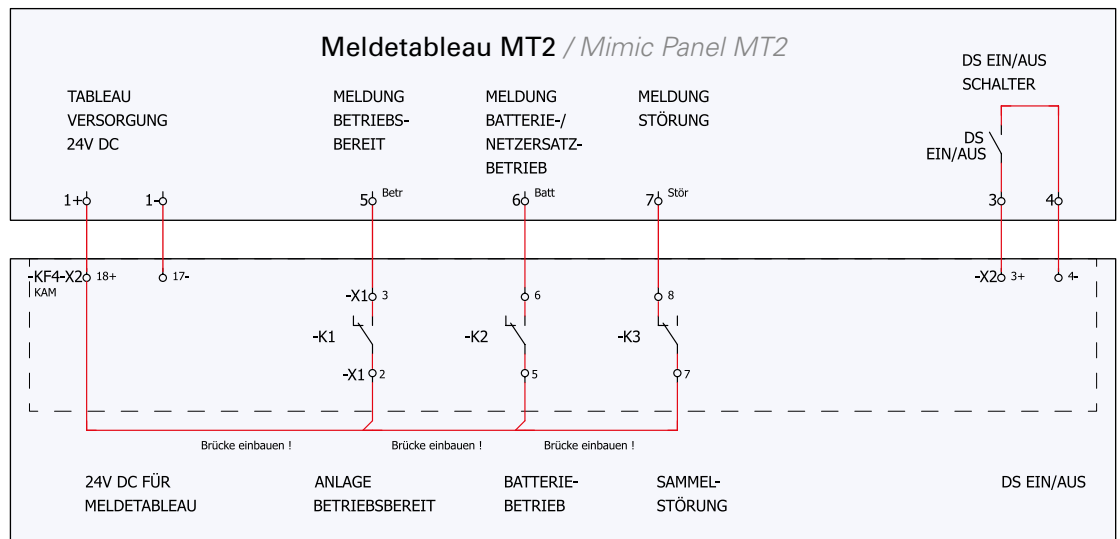 Meldetableau MT2 / Mimic Panel MT2
TABLEAU
VERSORGUNG
24V DC
MELDUNG
BETRIEBS-
BEREIT
MELDUNG
BATTERIE-/
NETZERSATZ-
BETRIEB
MELDUNG
STÖRUNG
DS EIN/AUS
SCHALTER
DS
EIN/AUS
1+
1-
5 Betr
6 Batt
7 Stör
3
4
-KF4-X2 18+
KAM
17-
-X1 3
6
8
-X2 3+
4-
-K1
-K2
-K3
-X1 2
5
7
Brücke einbauen !
Brücke einbauen !
Brücke einbauen !
24V DC FÜR
MELDETABLEAU
ANLAGE
BETRIEBSBEREIT
BATTERIE-
BETRIEB
SAMMEL-
STÖRUNG
DS EIN/AUS